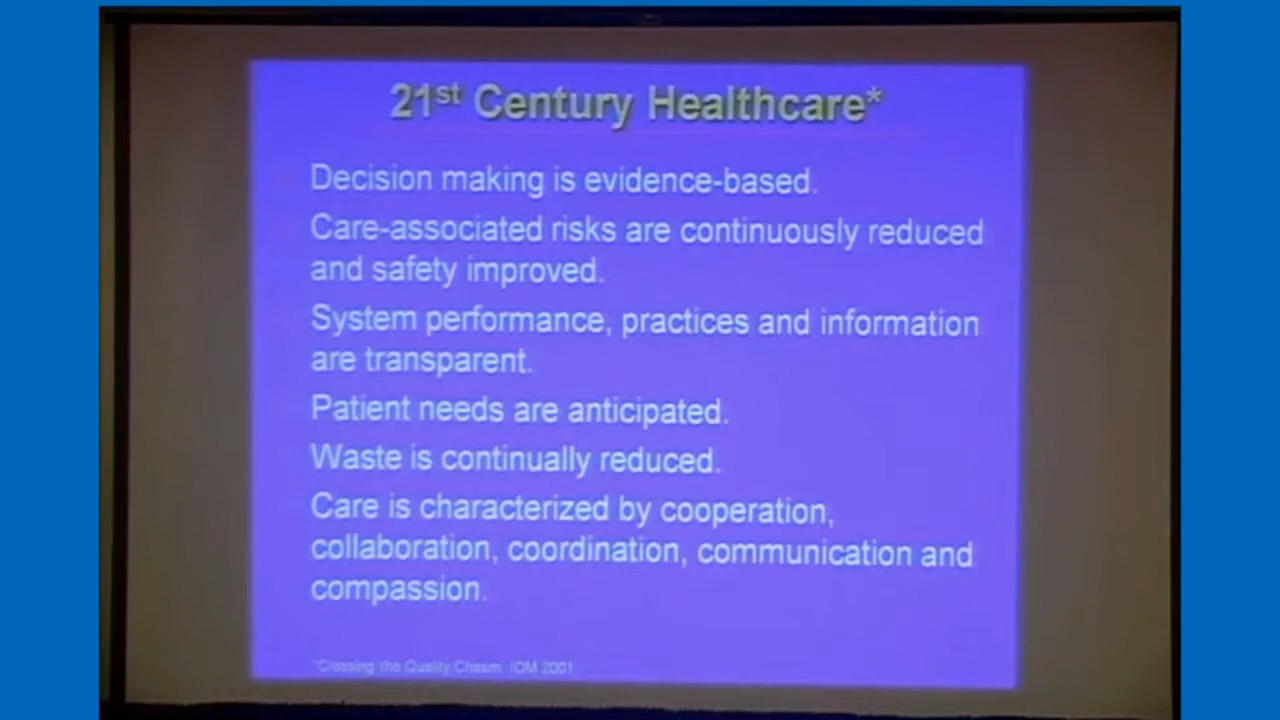 21st Century Healthcare*
Decision making is evidence-based.
Care-associated risks are continuously reduced
and safety improved.
System performance, practices and information
are transparent.
Patient needs are anticipated.
Waste is continually reduced.
Care is characterized by cooperation,
collaboration, coordination, communication and
compassion.
*Crossing the Quality Chasm. IOM 2001